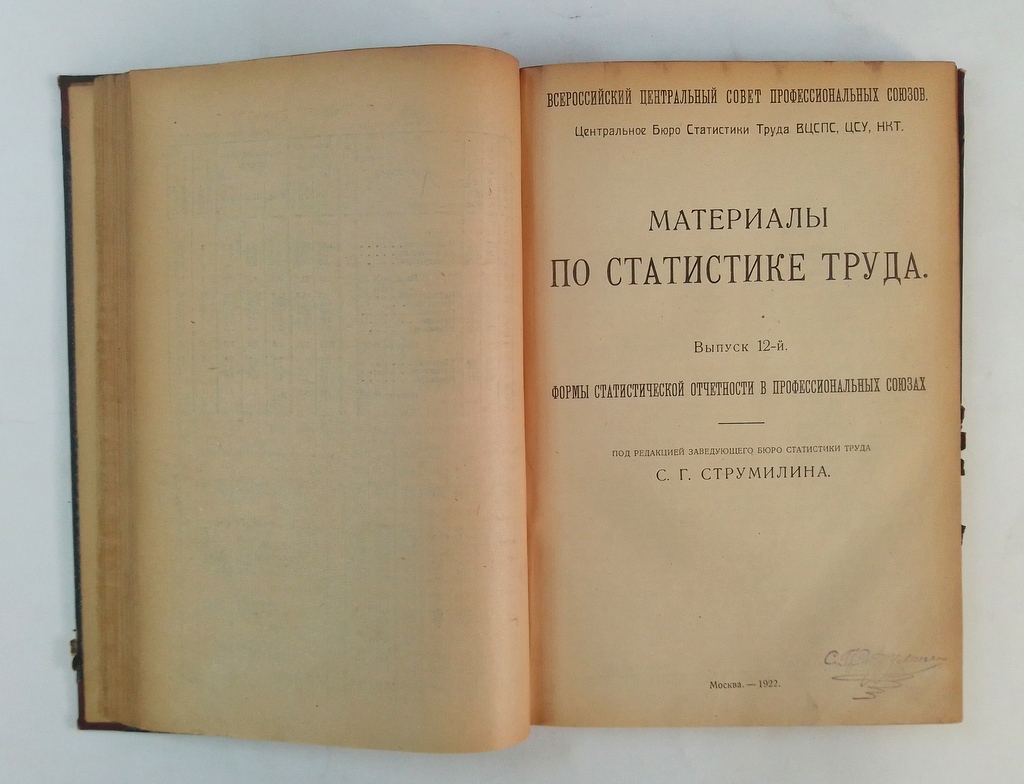 ВСЕРОССИЙСКИЙ ЦЕНТРАЛЬНЫЙ СОВЕТ ПРОФЕССИОНАЛЬНЫХ СОЮЗОВ.
Центральное Бюро Статистики Труда ВЦСПС, ЦСУ, НКТ.
МАТЕРИАЛЫ
ПО СТАТИСТИКЕ ТРУДА.
Выпуск 12-й.
ФОРМЫ СТАТИСТИЧЕСКОЙ ОТЧЕТНОСТИ В ПРОФЕССИОНАЛЬНЫХ СОЮЗАХ
ПОД РЕДАКЦИЕЙ ЗАВЕДУЮЩЕГО БЮРО СТАТИСТИКИ ТРУДА
С. Г. СТРУМИЛИНА.
Москва.—1922.